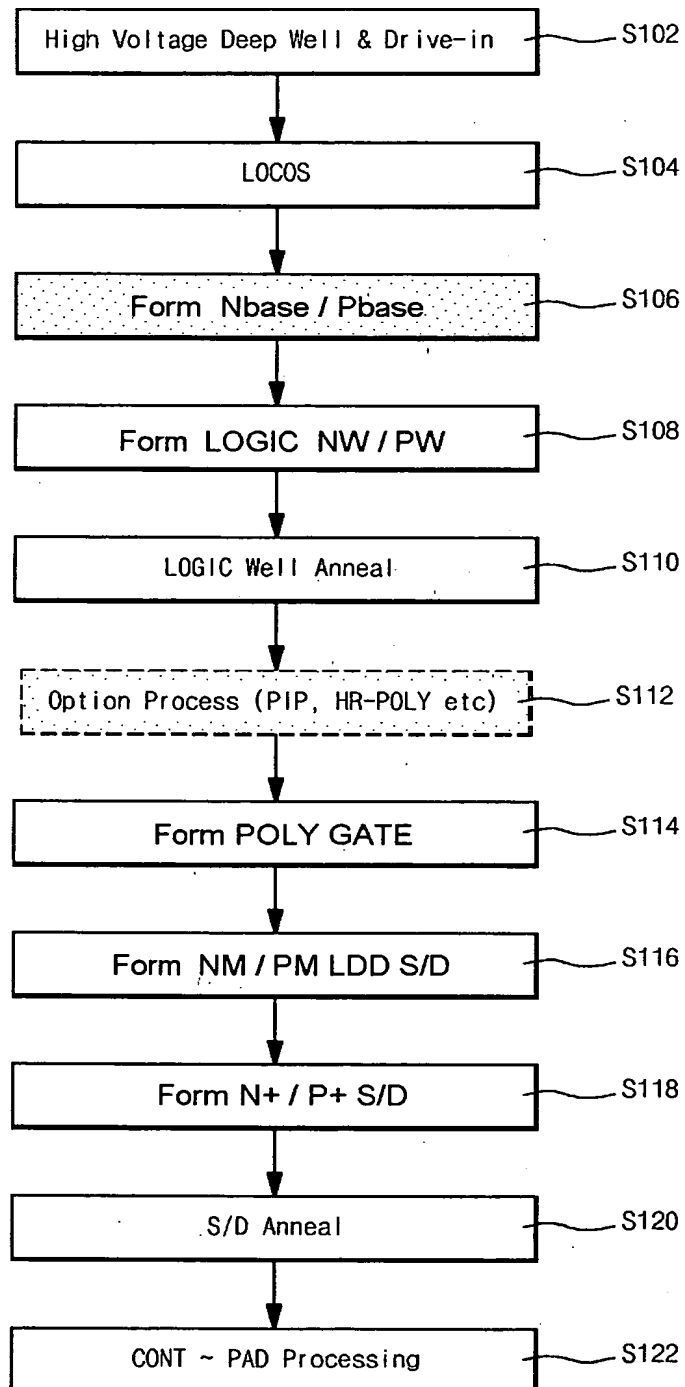 High Voltage Deep Well & Drive-in
S102
LOCOS
S104
Form Nbase / Pbase
S106
Form LOGIC NW / PW
S108
LOGIC Well Anneal
S110
Option Process (PIP, HR-POLY etc)
S112
Form POLY GATE
S114
Form NM / PM LDD S/D
S116
Form N+ / P+ S/D
S118
S/D Anneal
S120
CONT ~ PAD Processing
S122